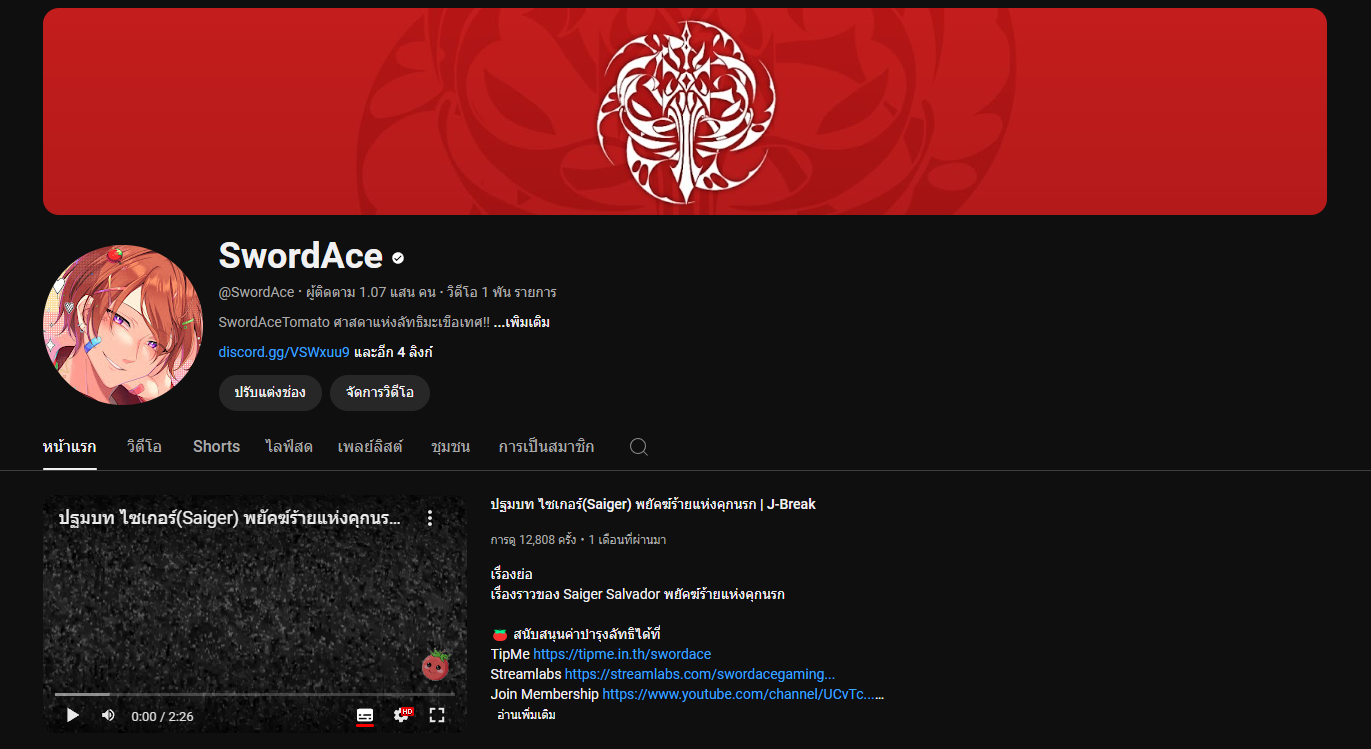 SwordAce
@SwordAce · ผู้ติดตาม 1.07 แสน คน · วิดีโอ 1 พัน รายการ
SwordAceTomato ศาสดาแห่งลัทธิมะเขือเทศ!! ...เพิ่มเติม
discord.gg/VSWxuu9 และอีก 4 ลิงก์
ปรับแต่งช่อง จัดการวิดีโอ
หน้าแรก วิดีโอ Shorts ไลฟ์สด เพลย์ลิสต์ ชุมชน การเป็นสมาชิก
ปฐมบท ไซเกอร์(Saiger) พยัคฆ์ร้ายแห่งคุกนร...
0:00 / 2:26
HD
ปฐมบท ไซเกอร์(Saiger) พยัคฆ์ร้ายแห่งคุกนรก | J-Break
การดู 12,808 ครั้ง • 1 เดือนที่ผ่านมา
เรื่องย่อ
เรื่องราวของ Saiger Salvador พยัคฆ์ร้ายแห่งคุกนรก
🍅 สนับสนุนค่าบำรุงลัทธิได้ที่
TipMe https://tipme.in.th/swordace
Streamlabs https://streamlabs.com/swordacegaming...
Join Membership https://www.youtube.com/channel/UCvTc......
อ่านเพิ่มเติม